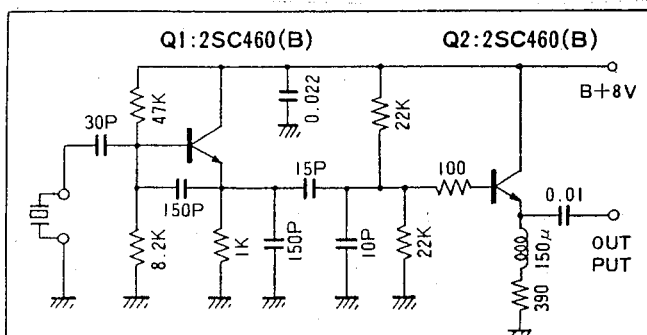 Q1:2SC460(B)
Q2:2SC460(B)
B+8V
47K
0.022
22K
30P
15P
100
0.01
150P
8.2K
1K
150P
10P
22K
150μ
390
OUT
PUT